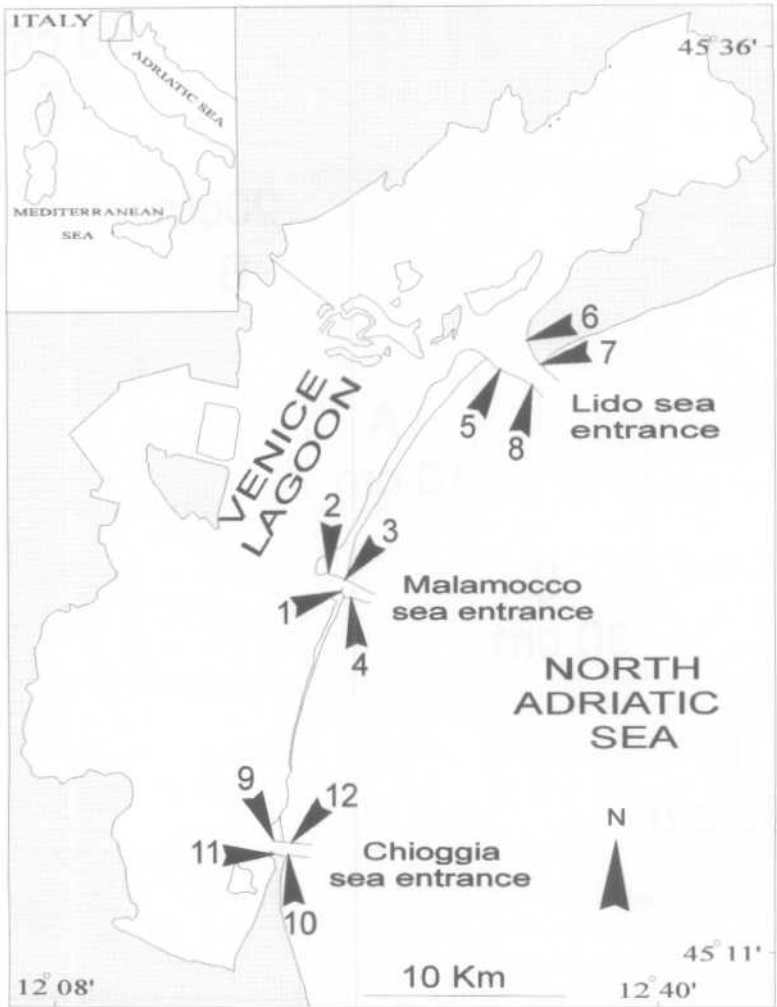 ITALY
ADRIATIC SEA
MEDITERRANEAN
SEA
45° 36'
6
7
5
8
Lido sea
entrance
VENICE
LAGOON
2
3
1
4
Malamocco
sea entrance
NORTH
ADRIATIC
SEA
9
12
11
10
Chioggia
sea entrance
N
45° 11'
12° 08'
10 Km
12° 40'